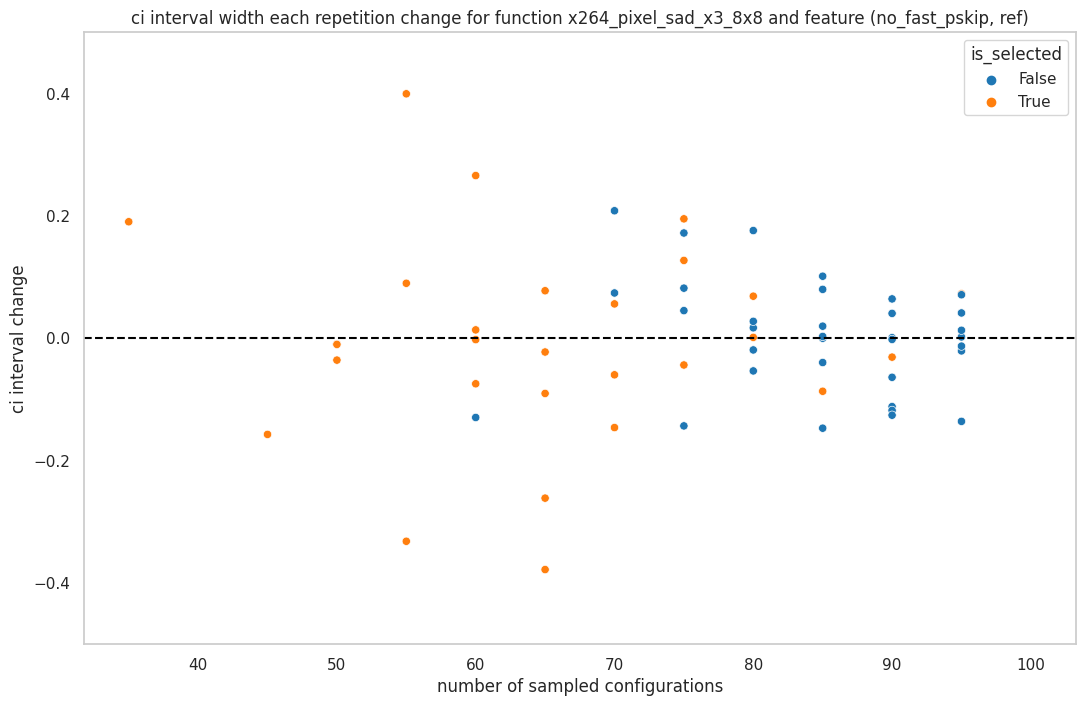 ci interval width each repetition change for function x264_pixel_sad_x3_8x8 and feature (no_fast_pskip, ref)
is_selected
False
True
ci interval change
0.4
0.2
0.0
−0.2
−0.4
40 50 60 70 80 90 100
number of sampled configurations